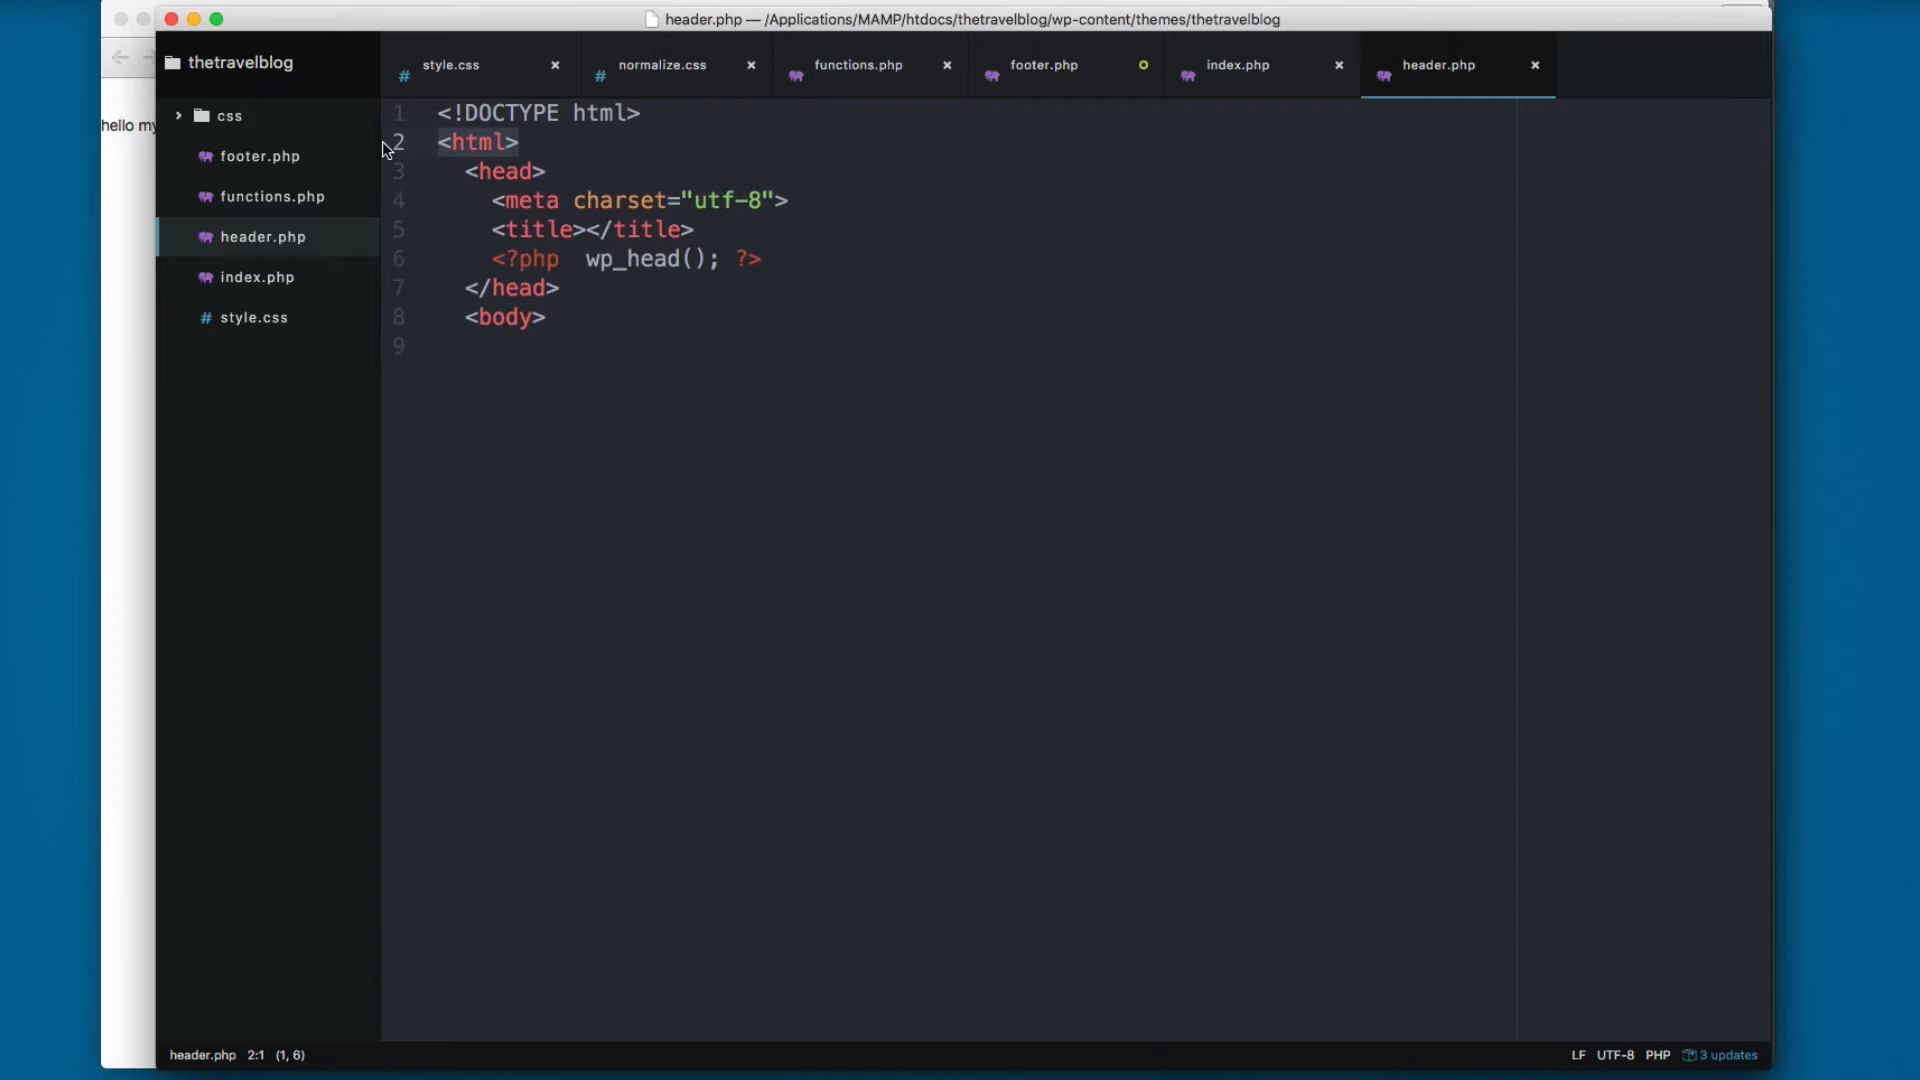 header.php — /Applications/MAMP/htdocs/thetravelblog/wp-content/themes/thetravelblog
thetravelblog
style.css
normalize.css
functions.php
footer.php
index.php
header.php
css
footer.php
functions.php
header.php
index.php
style.css
hello my
1 <!DOCTYPE html>
2 <html>
3 <head>
4 <meta charset="utf-8">
5 <title></title>
6 <?php  wp_head(); ?>
7 </head>
8 <body>
9
header.php 2:1 (1, 6)
LF UTF-8 PHP 3 updates